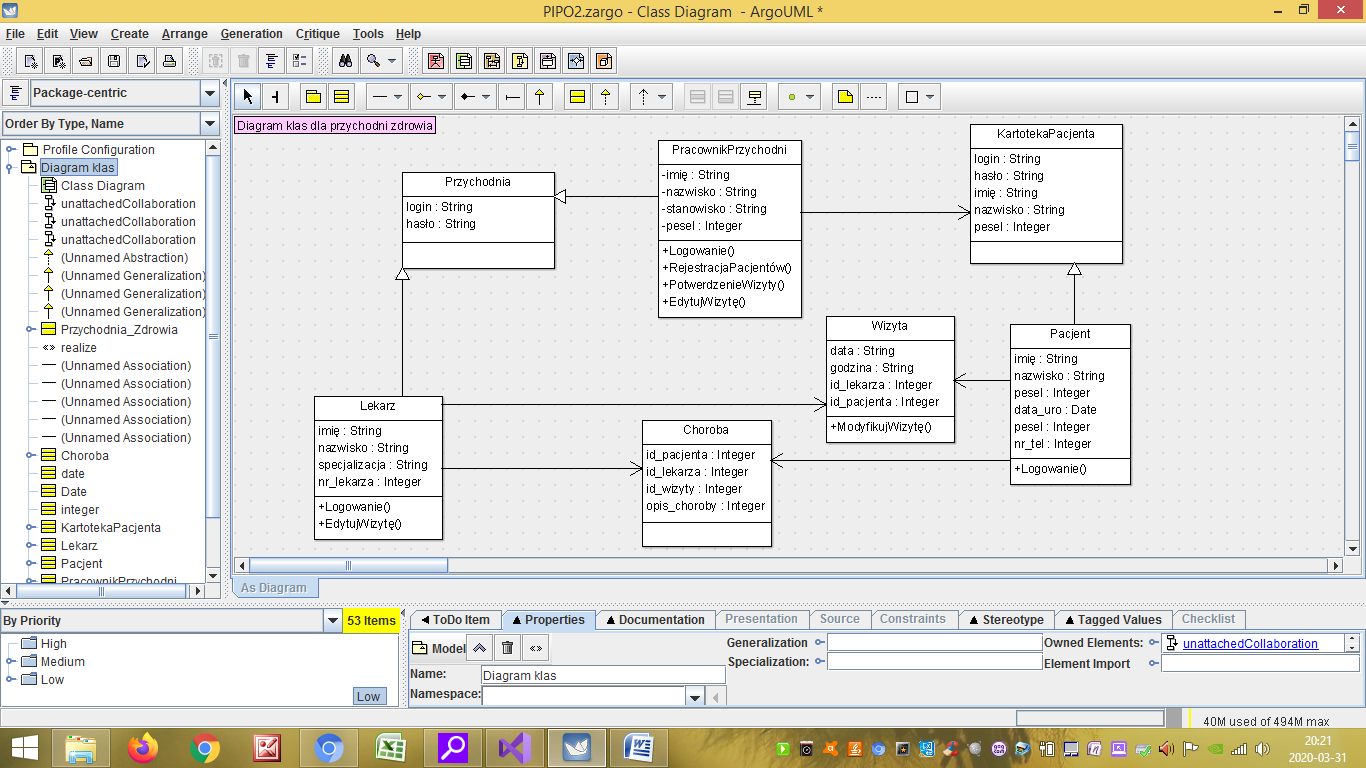 PIPO2.zargo - Class Diagram - ArgoUML *
File Edit View Create Arrange Generation Critique Tools Help
Package-centric
Order By Type, Name
Profile Configuration
Diagram klas
Class Diagram
unattachedCollaboration
unattachedCollaboration
unattachedCollaboration
(Unnamed Abstraction)
(Unnamed Generalization)
(Unnamed Generalization)
(Unnamed Generalization)
Przychodnia_Zdrowia
realize
(Unnamed Association)
(Unnamed Association)
(Unnamed Association)
(Unnamed Association)
(Unnamed Association)
Choroba
date
Date
integer
KartotekaPacjenta
Lekarz
Pacjent
PracownikPrzychodni
Diagram klas dla przychodni zdrowia
Przychodnia
login : String
hasło : String
PracownikPrzychodni
-imię : String
-nazwisko : String
-stanowisko : String
-pesel : Integer
+Logowanie()
+RejestracjaPacjentów()
+PotwerdzenieWizyty()
+EdytujWizytę()
KartotekaPacjenta
login : String
hasło : String
imię : String
nazwisko : String
pesel : Integer
Wizyta
data : String
godzina : String
id_lekarza : Integer
id_pacjenta : Integer
+ModyfikujWizytę()
Pacjent
imię : String
nazwisko : String
pesel : Integer
data_uro : Date
pesel : Integer
nr_tel : Integer
+Logowanie()
Lekarz
imię : String
nazwisko : String
specjalizacja : String
nr_lekarza : Integer
+Logowanie()
+EdytujWizytę()
Choroba
id_pacjenta : Integer
id_lekarza : Integer
id_wizyty : Integer
opis_choroby : Integer
As Diagram
By Priority
53 Items
High
Medium
Low
Low
ToDo Item Properties Documentation Presentation Source Constraints Stereotype Tagged Values Checklist
Model
Name: Diagram klas
Namespace:
Generalization
Specialization:
Owned Elements: unattachedCollaboration
Element Import
40M used of 494M max
20:21
2020-03-31